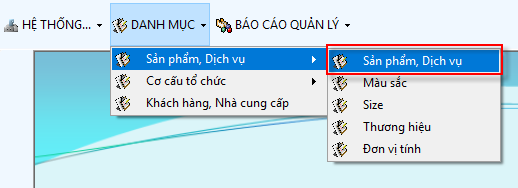 HỆ THỐNG... DANH MỤC BÁO CÁO QUẢN LÝ
Sản phẩm, Dịch vụ
Cơ cấu tổ chức
Khách hàng, Nhà cung cấp
Sản phẩm, Dịch vụ
Màu sắc
Size
Thương hiệu
Đơn vị tính